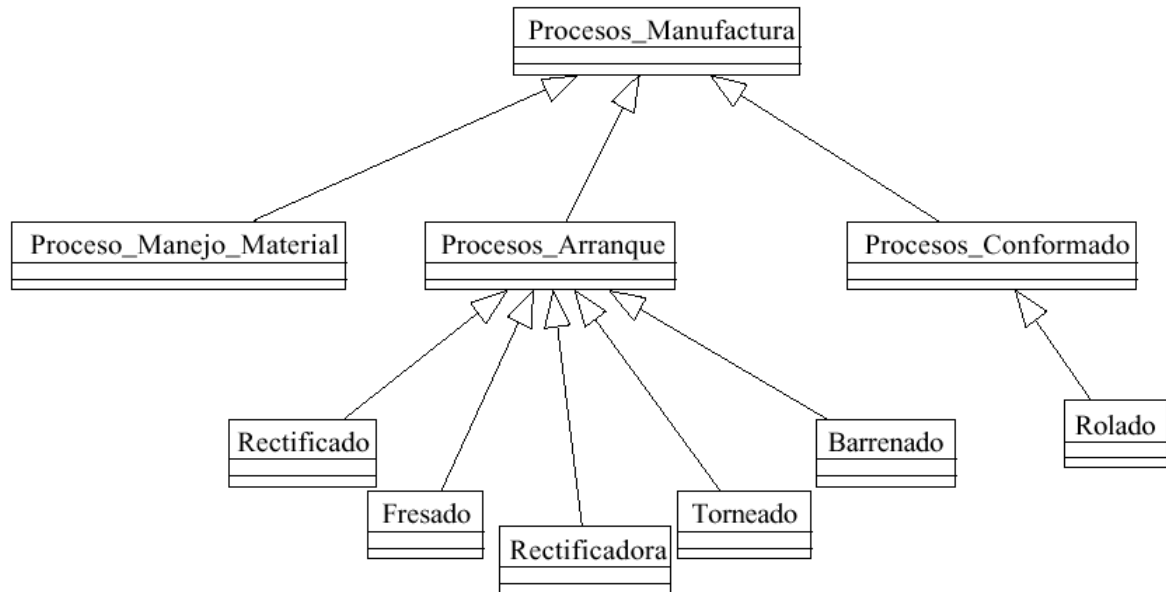 Procesos_Manufactura
Proceso_Manejo_Material
Procesos_Arranque
Procesos_Conformado
Rectificado
Fresado
Rectificadora
Torneado
Barrenado
Rolado